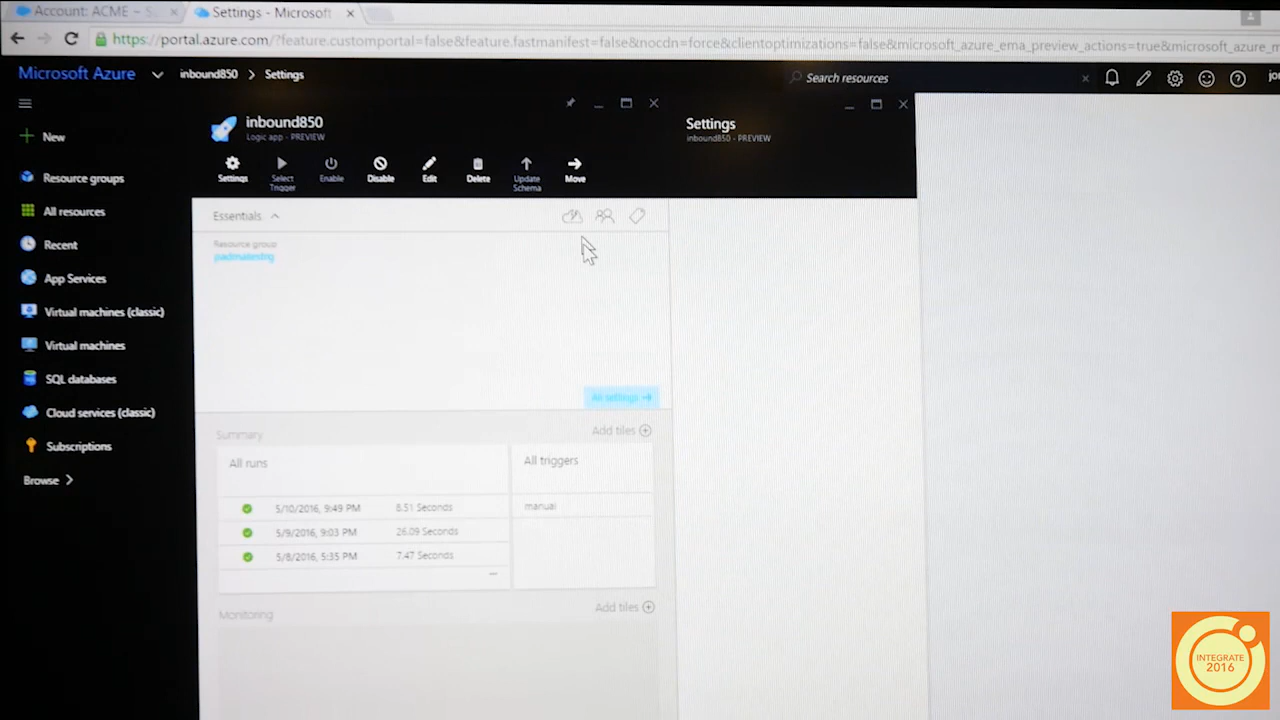 Account: ACME - S
Settings - Microsoft
https://portal.azure.com/?feature.customportal=false&feature.fastmanifest=false&nocdn=force&clientoptimizations=false&microsoft_azure_ema_preview_actions=true&microsoft_azure_m
Microsoft Azure
inbound850 > Settings
Search resources
New
Resource groups
All resources
Recent
App Services
Virtual machines (classic)
Virtual machines
SQL databases
Cloud services (classic)
Subscriptions
Browse >
inbound850
Logic app - PREVIEW
Settings
Select Trigger
Enable
Disable
Edit
Delete
Update Schema
Move
Essentials
Resource group
padmatestrg
All settings →
Summary
Add tiles
All runs
5/10/2016, 9:49 PM 8.51 Seconds
5/9/2016, 9:03 PM 26.09 Seconds
5/8/2016, 5:35 PM 7.47 Seconds
All triggers
manual
Monitoring
Add tiles
Settings
inbound850 - PREVIEW
INTEGRATE
2016